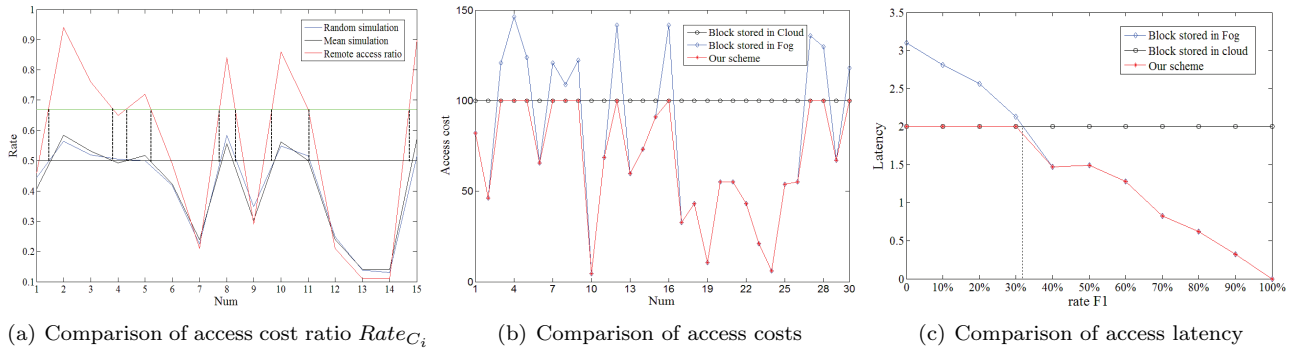 1
0.9
0.8
0.7
0.6
0.5
0.4
0.3
0.2
0.1
Rate
1 2 3 4 5 6 7 8 9 10 11 12 13 14 15
Num
Random simulation
Mean simulation
Remote access ratio
(a) Comparison of access cost ratio Rate_{C_i}
150
100
50
0
Access cost
1 4 7 10 13 16 19 22 25 28 30
Num
Block stored in Cloud
Block stored in Fog
Our scheme
(b) Comparison of access costs
3.5
3
2.5
2
1.5
1
0.5
0
Latency
0 10% 20% 30% 40% 50% 60% 70% 80% 90% 100%
rate F1
Block stored in Fog
Block stored in cloud
Our scheme
(c) Comparison of access latency